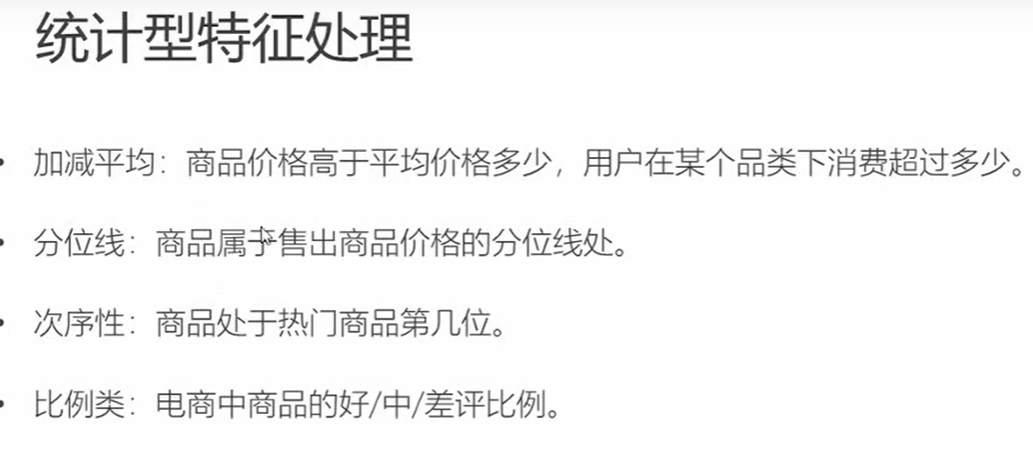 统计型特征处理
• 加减平均：商品价格高于平均价格多少，用户在某个品类下消费超过多少。
• 分位线：商品属于售出商品价格的分位线处。
• 次序性：商品处于热门商品第几位。
• 比例类：电商中商品的好/中/差评比例。